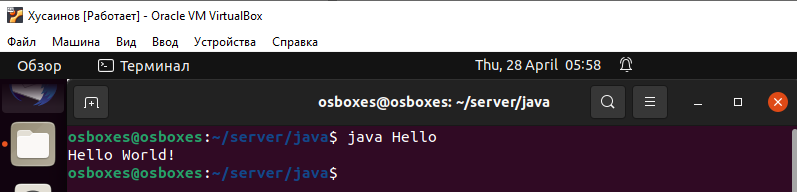 Хусаинов [Работает] - Oracle VM VirtualBox
Файл Машина Вид Ввод Устройства Справка
Обзор Терминал Thu, 28 April 05:58
osboxes@osboxes: ~/server/java
osboxes@osboxes:~/server/java$ java Hello
Hello World!
osboxes@osboxes:~/server/java$